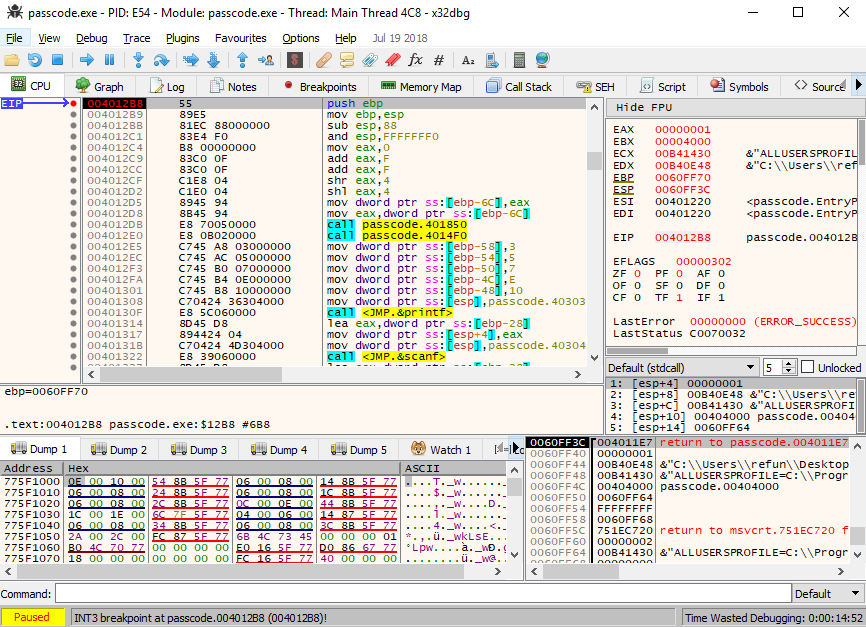 passcode.exe - PID: E54 - Module: passcode.exe - Thread: Main Thread 4C8 - x32dbg
File View Debug Trace Plugins Favourites Options Help Jul 19 2018
CPU Graph Log Notes Breakpoints Memory Map Call Stack SEH Script Symbols Source
EIP 004012B8 55 push ebp
004012B9 89E5 mov ebp,esp
004012BB 81EC 88000000 sub esp,88
004012C1 83E4 F0 and esp,FFFFFFF0
004012C4 B8 00000000 mov eax,0
004012C9 83C0 0F add eax,F
004012CC 83C0 0F add eax,F
004012CF C1E8 04 shr eax,4
004012D2 C1E0 04 shl eax,4
004012D5 8945 94 mov dword ptr ss:[ebp-6C],eax
004012D8 8B45 94 mov eax,dword ptr ss:[ebp-6C]
004012DB E8 70050000 call passcode.401850
004012E0 E8 0B020000 call passcode.4014F0
004012E5 C745 A8 03000000 mov dword ptr ss:[ebp-58],3
004012EC C745 AC 05000000 mov dword ptr ss:[ebp-54],5
004012F3 C745 B0 07000000 mov dword ptr ss:[ebp-50],7
004012FA C745 B4 0E000000 mov dword ptr ss:[ebp-4C],E
00401301 C745 B8 10000000 mov dword ptr ss:[ebp-48],10
00401308 C70424 36304000 mov dword ptr ss:[esp],passcode.40303
0040130F E8 5C060000 call <JMP.&printf>
00401314 8D45 D8 lea eax,dword ptr ss:[ebp-28]
00401317 894424 04 mov dword ptr ss:[esp+4],eax
0040131B C70424 4D304000 mov dword ptr ss:[esp],passcode.40304
00401322 E8 39060000 call <JMP.&scanf>
Hide FPU
EAX 00000001
EBX 00004000
ECX 00B41430 &"ALLUSERSPROFIL
EDX 00B40E48 &"C:\\Users\\ref
EBP 0060FF70
ESP 0060FF3C
ESI 00401220 <passcode.EntryP
EDI 00401220 <passcode.EntryP
EIP 004012B8 passcode.004012B
EFLAGS 00000302
ZF 0 PF 0 AF 0
OF 0 SF 0 DF 0
CF 0 TF 1 IF 1
LastError 00000000 (ERROR_SUCCESS)
LastStatus C0070032
Default (stdcall) 5 Unlocked
1: [esp+4] 00000001
2: [esp+8] 00B40E48 &"C:\\Users\\re
3: [esp+C] 00B41430 &"ALLUSERSPROFI
4: [esp+10] 00404000 passcode.00404
5: [esp+14] 0060FF64
ebp=0060FF70
.text:004012B8 passcode.exe:$12B8 #6B8
Dump 1 Dump 2 Dump 3 Dump 4 Dump 5 Watch 1
Address Hex ASCII
775F1000 0E 00 10 00 54 8B 5F 77 06 00 08 00 14 8B 5F 77 ....T._w......_w
775F1010 06 00 08 00 24 8B 5F 77 06 00 08 00 1C 8B 5F 77
775F1020 06 00 08 00 2C 8B 5F 77 0C 00 0E 00 44 8B 5F 77
775F1030 1C 00 1E 00 6C 7F 5F 77 04 00 06 00 14 87 5F 77
775F1040 06 00 08 00 34 8B 5F 77 06 00 08 00 3C 8B 5F 77
775F1050 2A 00 2C 00 FC 87 5F 77 6B 4C 73 45 00 00 00 01
775F1060 B0 4C 70 77 00 00 00 00 E0 16 5F 77 D0 86 67 77
775F1070 18 00 00 00 00 00 00 00 FC 16 5F 77 40 00 00 00
0060FF3C 004011E7 return to passcode.004011E7
0060FF40 00000001
0060FF44 00B40E48 &"C:\\Users\\refun\\Desktop
0060FF48 00B41430 &"ALLUSERSPROFILE=C:\\Progr
0060FF4C 00404000 passcode.00404000
0060FF50 0060FF64
0060FF54 FFFFFFFF
0060FF58 0060FF68
0060FF5C 751EC720 return to msvcrt.751EC720 f
0060FF60 00000002
0060FF64 00B41430 &"ALLUSERSPROFILE=C:\\Progr
Command: Default
Paused INT3 breakpoint at passcode.004012B8 (004012B8)! Time Wasted Debugging: 0:00:14:52